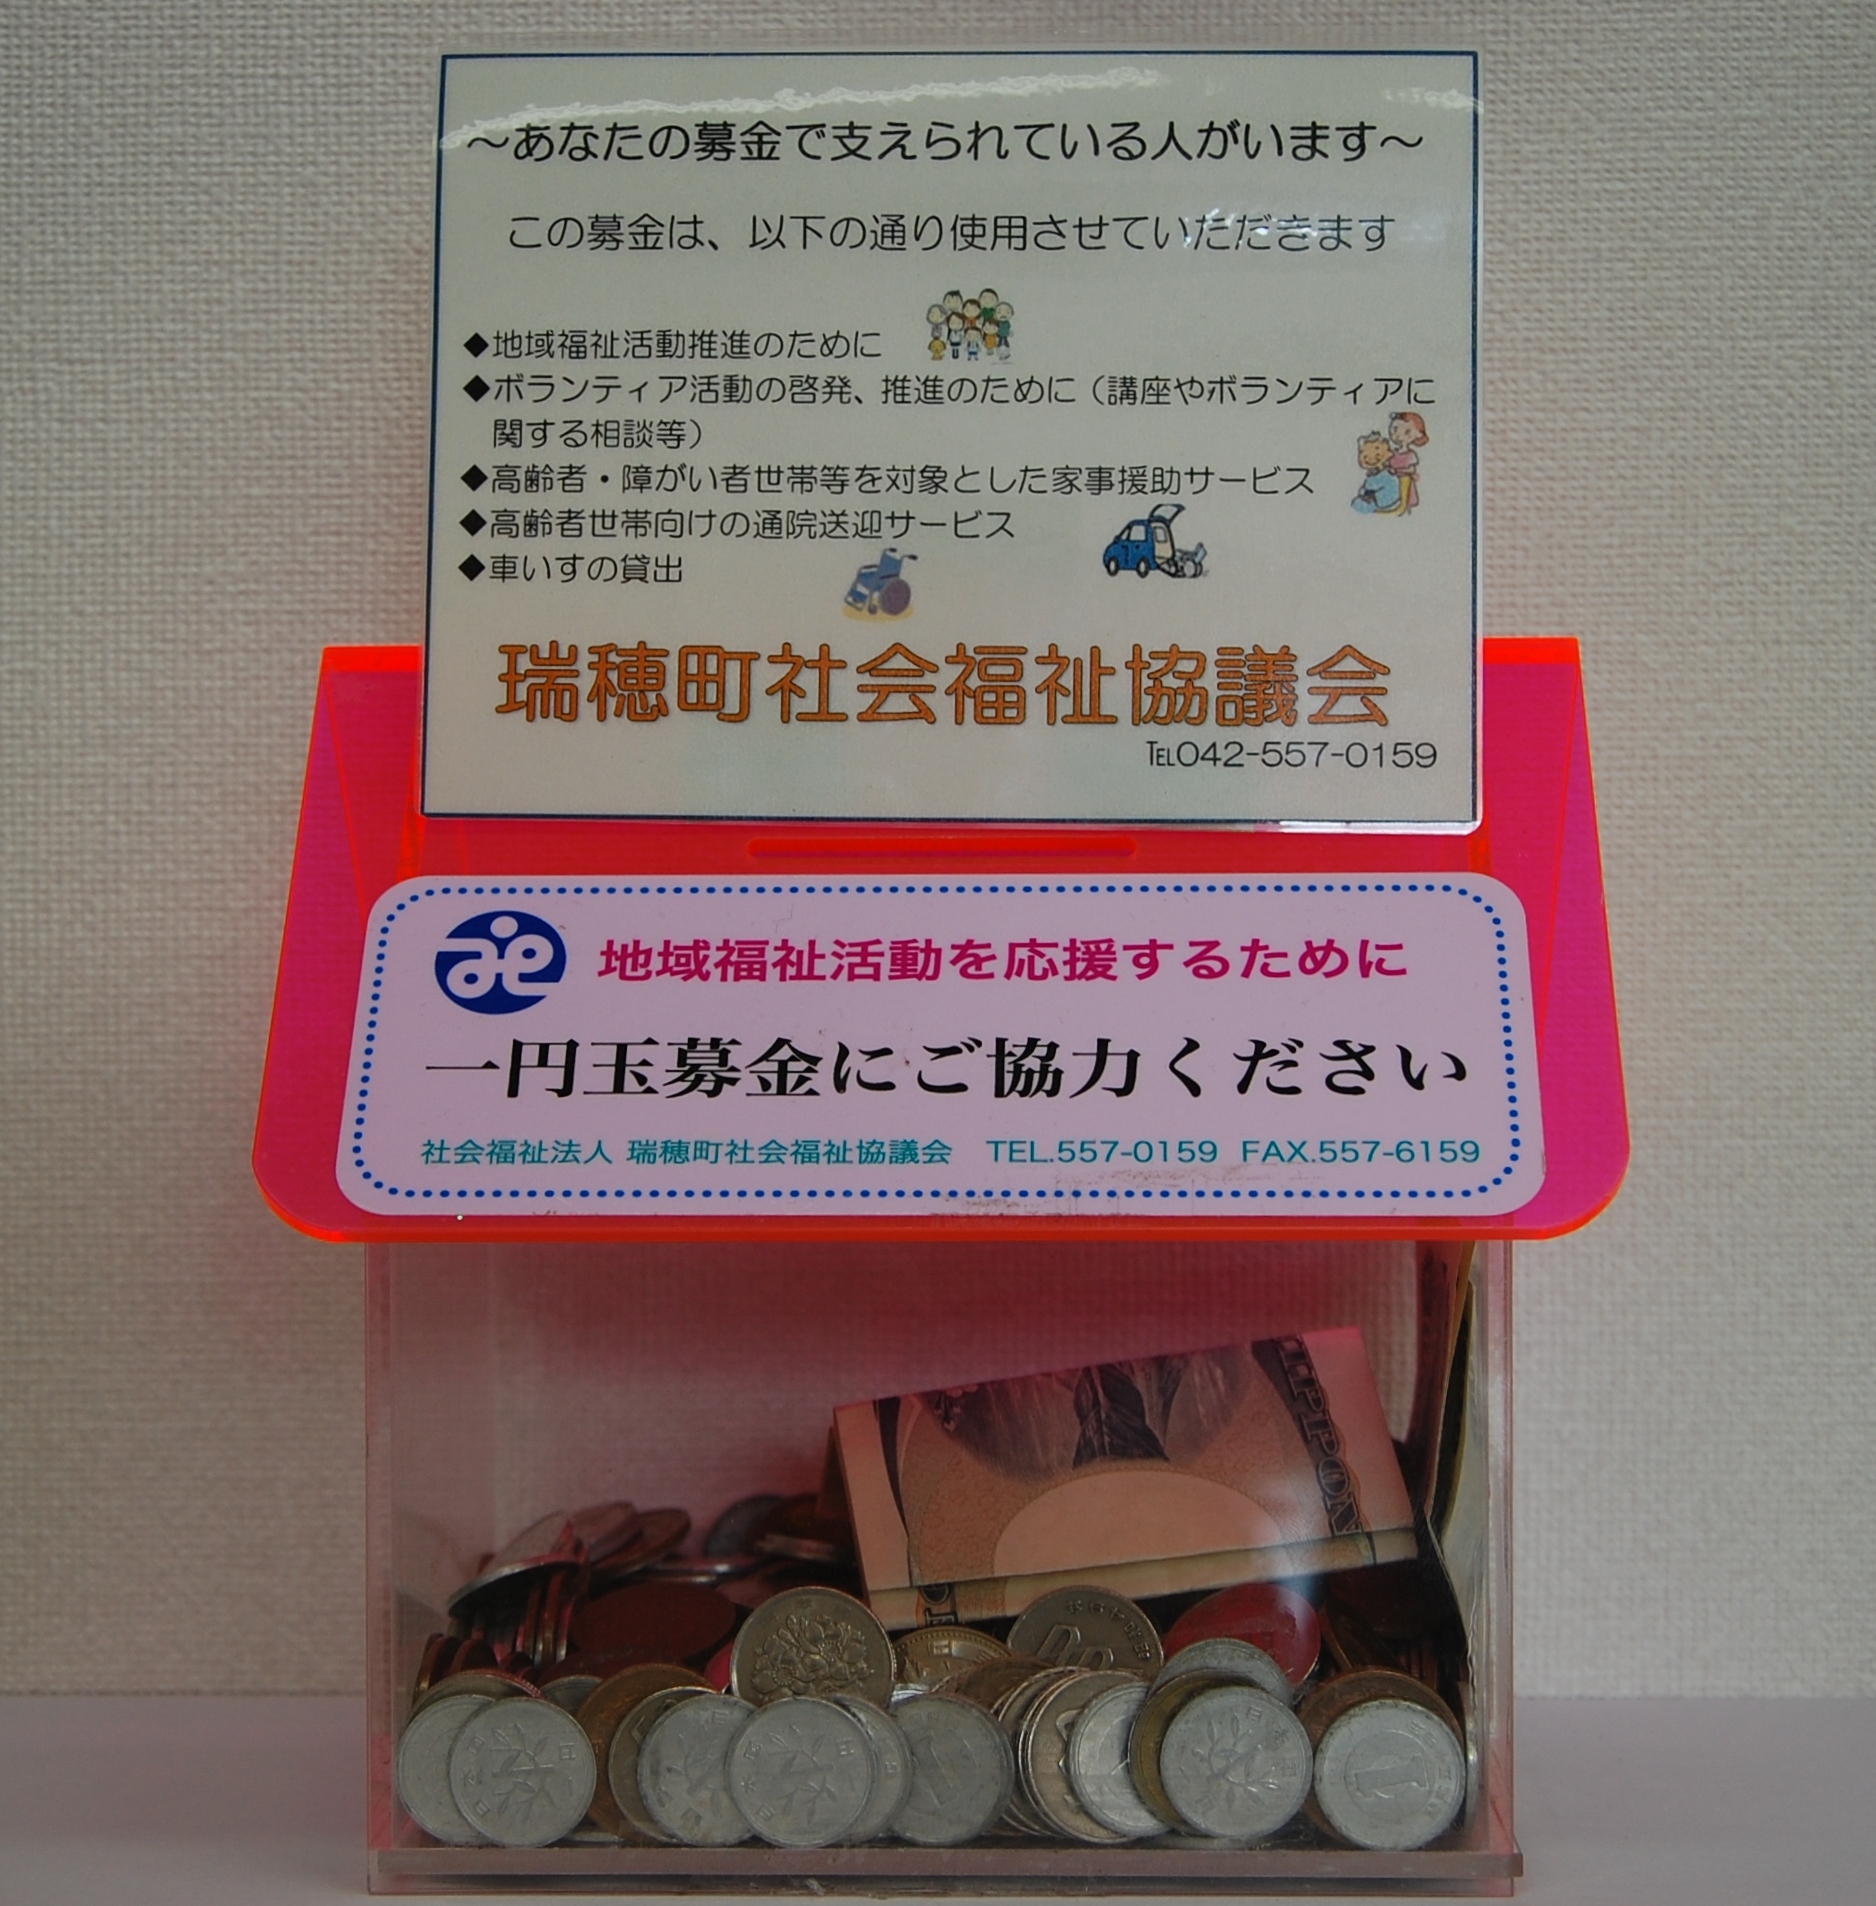 ～あなたの募金で支えられている人がいます～
この募金は、以下の通り使用させていただきます
◆地域福祉活動推進のために
◆ボランティア活動の啓発、推進のために（講座やボランティアに
関する相談等）
◆高齢者・障がい者世帯等を対象とした家事援助サービス
◆高齢者世帯向けの通院送迎サービス
◆車いすの貸出
瑞穂町社会福祉協議会
℡042-557-0159
地域福祉活動を応援するために
一円玉募金にご協力ください
社会福祉法人 瑞穂町社会福祉協議会 TEL.557-0159 FAX.557-6159
NIPPON
日本国
日本国
1
1